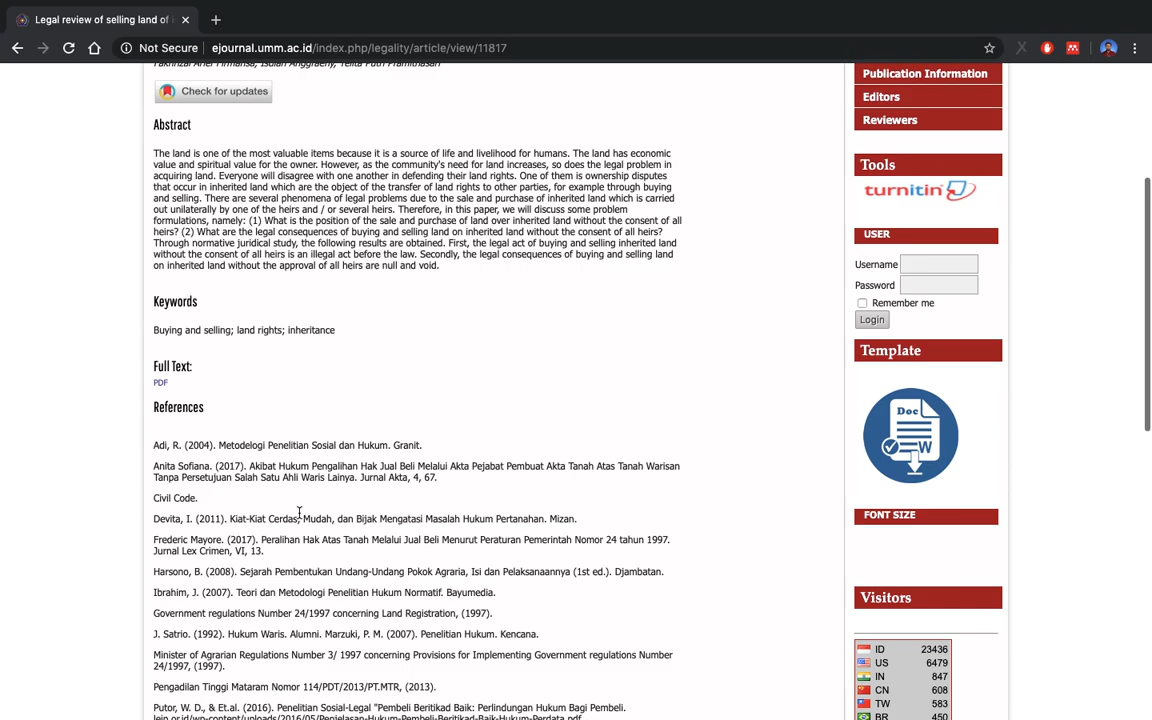 Legal review of selling land of
Not Secure
ejournal.umm.ac.id/index.php/legality/article/view/11817
Check for updates
Abstract
The land is one of the most valuable items because it is a source of life and livelihood for humans. The land has economic
value and spiritual value for the owner. However, as the community's need for land increases, so does the legal problem in
acquiring land. Everyone will disagree with one another in defending their land rights. One of them is ownership disputes
that occur in inherited land which are the object of the transfer of land rights to other parties, for example through buying
and selling. There are several phenomena of legal problems due to the sale and purchase of inherited land which is carried
out unilaterally by one of the heirs and / or several heirs. Therefore, in this paper, we will discuss some problem
formulations, namely: (1) What is the position of the sale and purchase of land over inherited land without the consent of all
heirs? (2) What are the legal consequences of buying and selling land on inherited land without the consent of all heirs?
Through normative juridical study, the following results are obtained. First, the legal act of buying and selling inherited land
without the consent of all heirs is an illegal act before the law. Secondly, the legal consequences of buying and selling land
on inherited land without the approval of all heirs are null and void.
Keywords
Buying and selling; land rights; inheritance
Full Text:
PDF
References
Adi, R. (2004). Metodelogi Penelitian Sosial dan Hukum. Granit.
Anita Sofiana. (2017). Akibat Hukum Pengalihan Hak Jual Beli Melalui Akta Pejabat Pembuat Akta Tanah Atas Tanah Warisan
Tanpa Persetujuan Salah Satu Ahli Waris Lainya. Jurnal Akta, 4, 67.
Civil Code.
Devita, I. (2011). Kiat-Kiat Cerdas, Mudah, dan Bijak Mengatasi Masalah Hukum Pertanahan. Mizan.
Frederic Mayore. (2017). Peralihan Hak Atas Tanah Melalui Jual Beli Menurut Peraturan Pemerintah Nomor 24 tahun 1997.
Jurnal Lex Crimen, VI, 13.
Harsono, B. (2008). Sejarah Pembentukan Undang-Undang Pokok Agraria, Isi dan Pelaksanaannya (1st ed.). Djambatan.
Ibrahim, J. (2007). Teori dan Metodelogi Penelitian Hukum Normatif. Bayumedia.
Government regulations Number 24/1997 concerning Land Registration, (1997).
J. Satrio. (1992). Hukum Waris. Alumni. Marzuki, P. M. (2007). Penelitian Hukum. Kencana.
Minister of Agrarian Regulations Number 3/ 1997 concerning Provisions for Implementing Government regulations Number
24/1997, (1997).
Pengadilan Tinggi Mataram Nomor 114/PDT/2013/PT.MTR, (2013).
Putor, W. D., & Et.al. (2016). Penelitian Sosial-Legal "Pembeli Beritikad Baik: Perlindungan Hukum Bagi Pembeli.
leip.or.id/wp-content/uploads/2016/05/Penjelasan-Hukum-Pembeli-Beritikad-Baik-Hukum-Perdata.pdf
Publication Information
Editors
Reviewers
Tools
turnitin
USER
Username
Password
Remember me
Login
Template
Doc
W
FONT SIZE
Visitors
ID 23436
US 6479
IN 847
CN 608
TW 583
BR 450